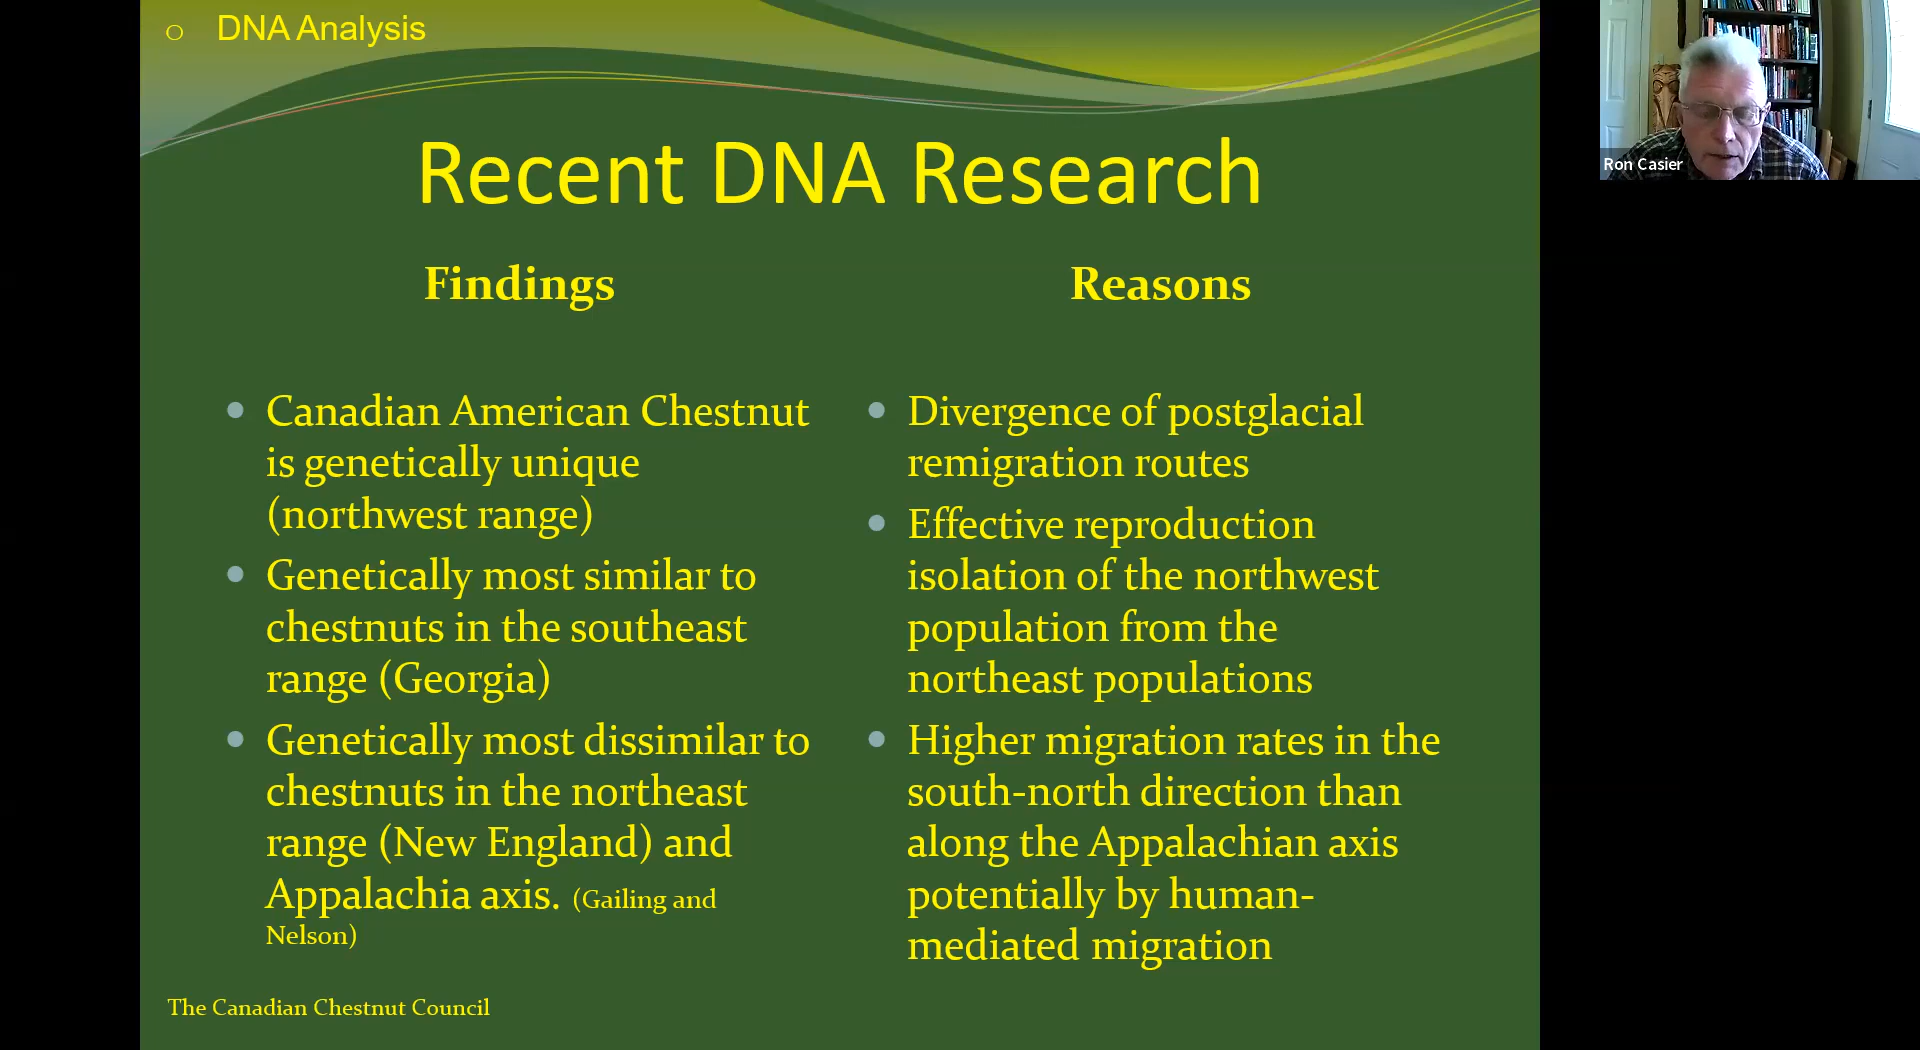 DNA Analysis
Recent DNA Research
Findings
Canadian American Chestnut
is genetically unique
(northwest range)
Genetically most similar to
chestnuts in the southeast
range (Georgia)
Genetically most dissimilar to
chestnuts in the northeast
range (New England) and
Appalachia axis. (Gailing and
Nelson)
Reasons
Divergence of postglacial
remigration routes
Effective reproduction
isolation of the northwest
population from the
northeast populations
Higher migration rates in the
south-north direction than
along the Appalachian axis
potentially by human-
mediated migration
The Canadian Chestnut Council
Ron Casier